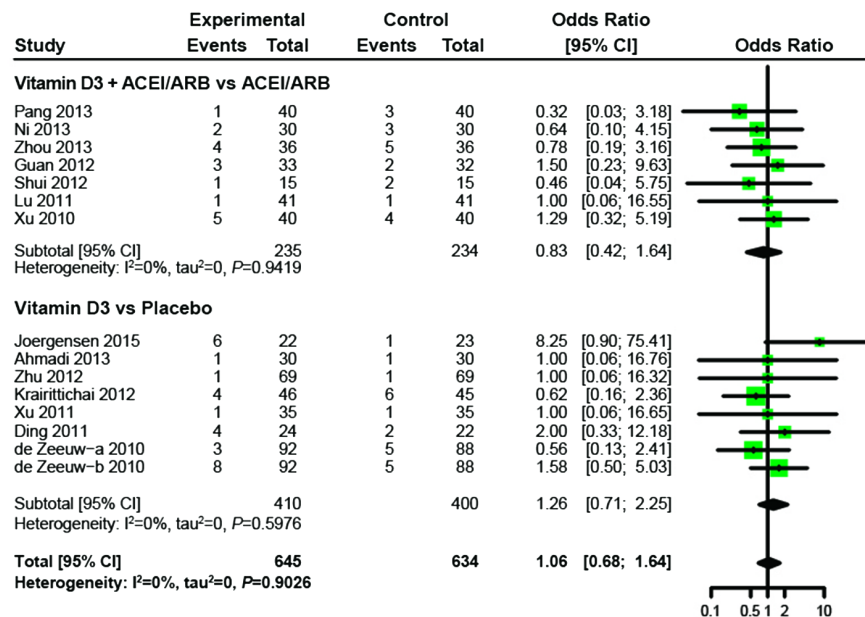 Experimental Control Odds Ratio
Study Events Total Events Total [95% CI] Odds Ratio
Vitamin D3 + ACEI/ARB vs ACEI/ARB
Pang 2013 1 40 3 40 0.32 [0.03; 3.18]
Ni 2013 2 30 3 30 0.64 [0.10; 4.15]
Zhou 2013 4 36 5 36 0.78 [0.19; 3.16]
Guan 2012 3 33 2 32 1.50 [0.23; 9.63]
Shui 2012 1 15 2 15 0.46 [0.04; 5.75]
Lu 2011 1 41 1 41 1.00 [0.06; 16.55]
Xu 2010 5 40 4 40 1.29 [0.32; 5.19]
Subtotal [95% CI] 235 234 0.83 [0.42; 1.64]
Heterogeneity: I²=0%, tau²=0, P=0.9419
Vitamin D3 vs Placebo
Joergensen 2015 6 22 1 23 8.25 [0.90; 75.41]
Ahmadi 2013 1 30 1 30 1.00 [0.06; 16.76]
Zhu 2012 1 69 1 69 1.00 [0.06; 16.32]
Krairittichai 2012 4 46 6 45 0.62 [0.16; 2.36]
Xu 2011 1 35 1 35 1.00 [0.06; 16.65]
Ding 2011 4 24 2 22 2.00 [0.33; 12.18]
de Zeeuw−a 2010 3 92 5 88 0.56 [0.13; 2.41]
de Zeeuw−b 2010 8 92 5 88 1.58 [0.50; 5.03]
Subtotal [95% CI] 410 400 1.26 [0.71; 2.25]
Heterogeneity: I²=0%, tau²=0, P=0.5976
Total [95% CI] 645 634 1.06 [0.68; 1.64]
Heterogeneity: I²=0%, tau²=0, P=0.9026
0.1 0.5 1 2 10